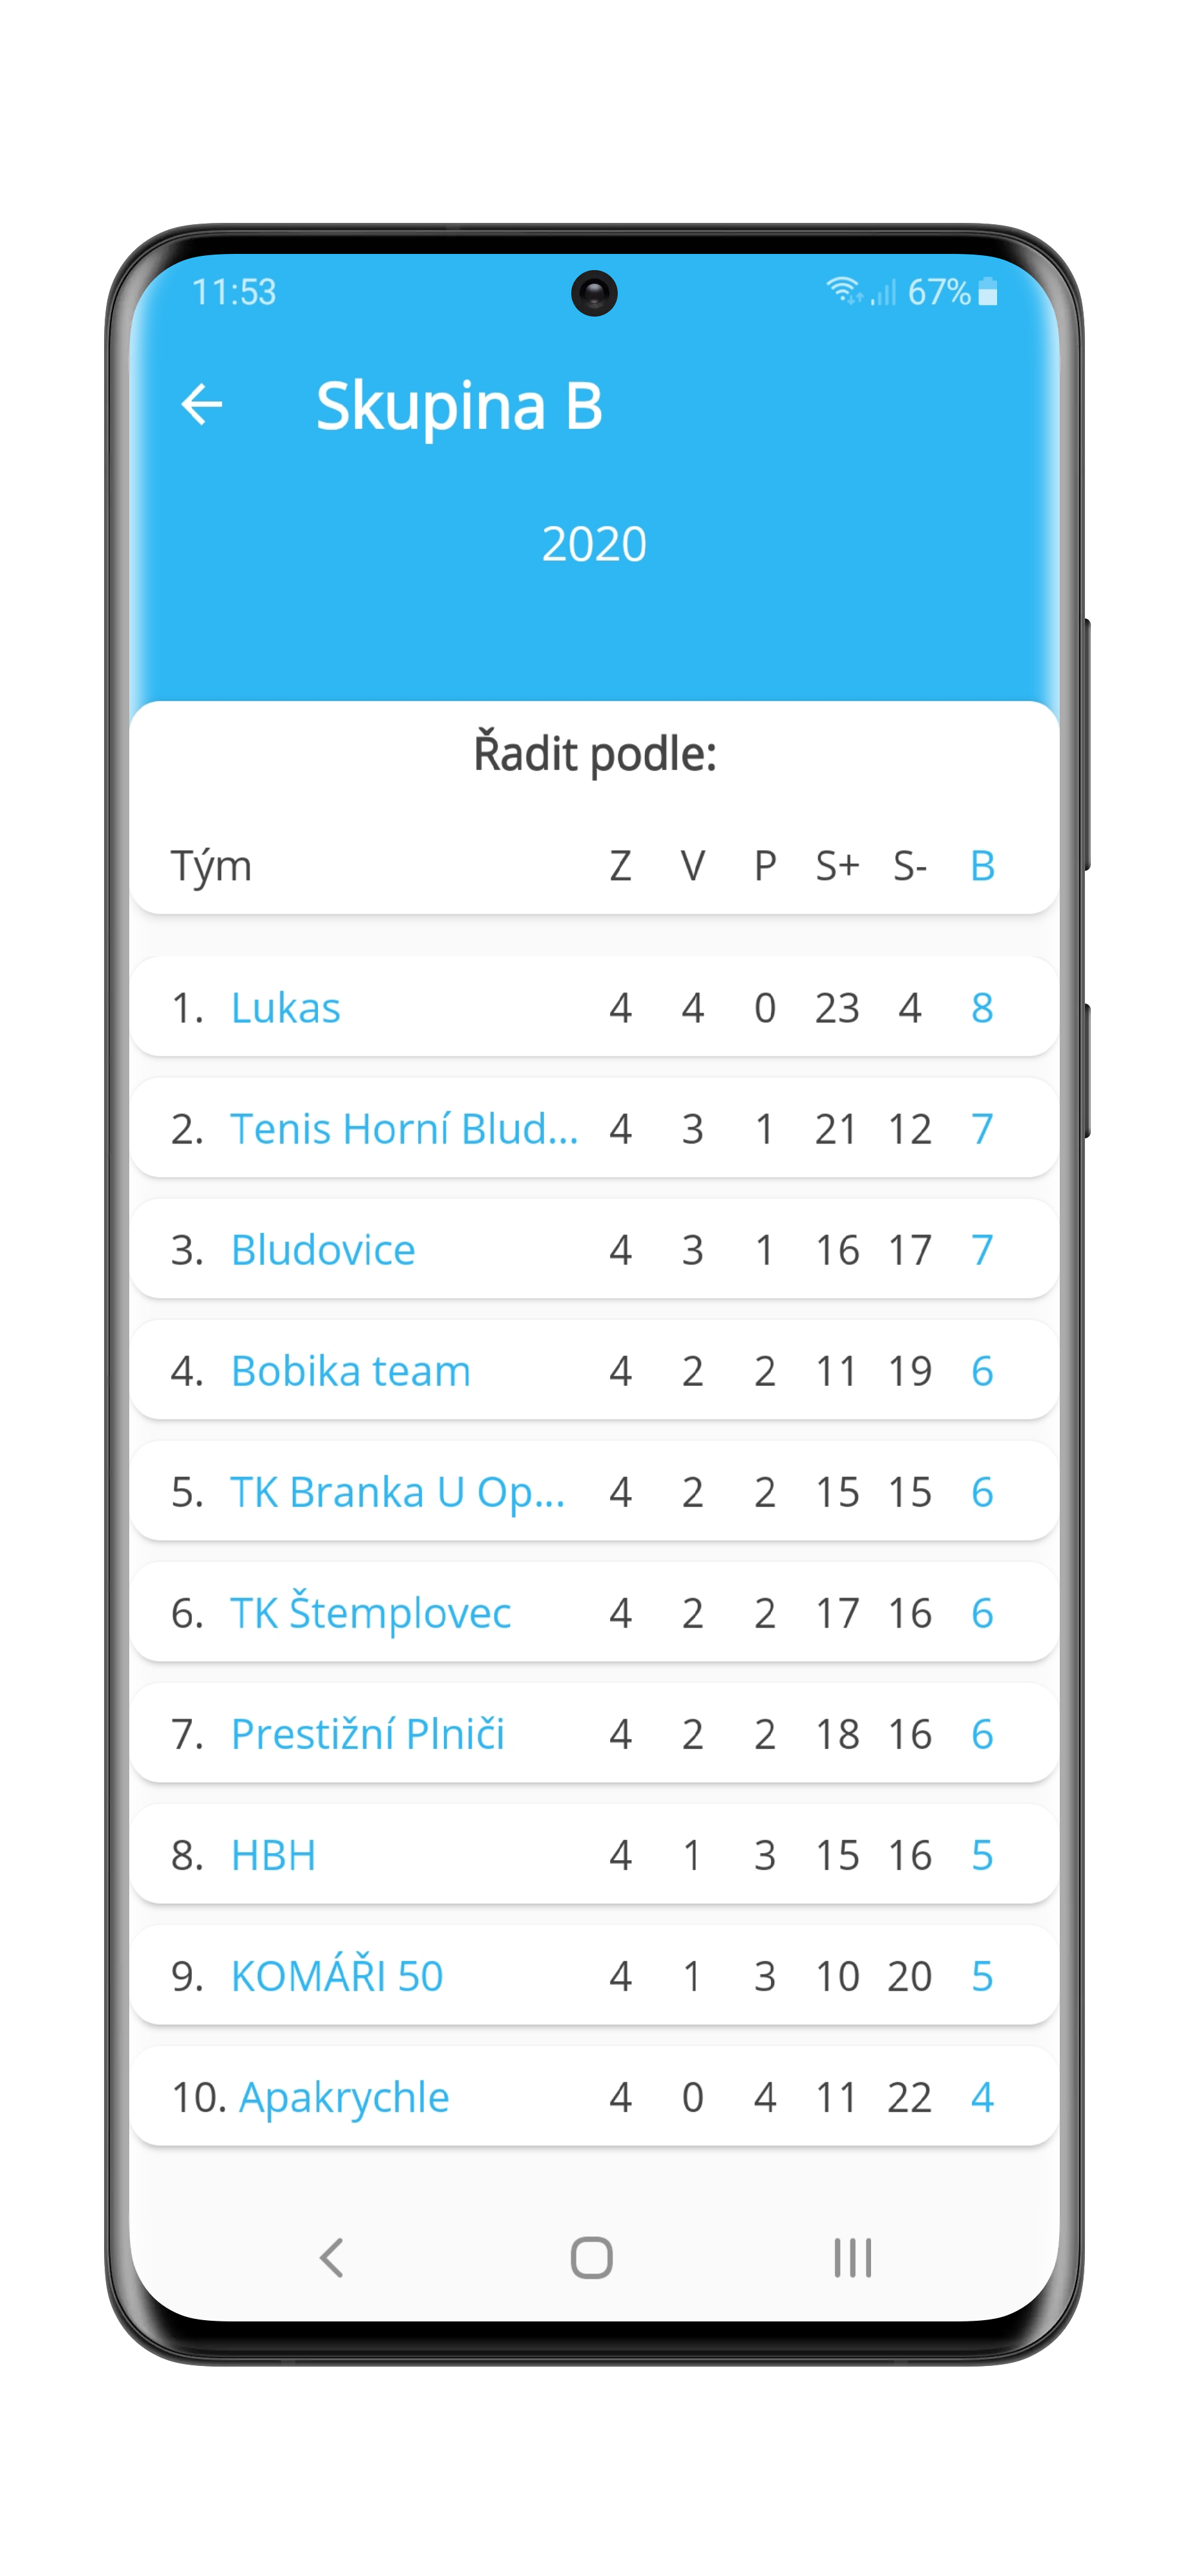 11:53 67%
Skupina B
2020
Řadit podle:
Tým Z V P S+ S- B
1. Lukas 4 4 0 23 4 8
2. Tenis Horní Blud... 4 3 1 21 12 7
3. Bludovice 4 3 1 16 17 7
4. Bobika team 4 2 2 11 19 6
5. TK Branka U Op... 4 2 2 15 15 6
6. TK Štemplovec 4 2 2 17 16 6
7. Prestižní Plniči 4 2 2 18 16 6
8. HBH 4 1 3 15 16 5
9. KOMÁŘI 50 4 1 3 10 20 5
10. Apakrychle 4 0 4 11 22 4